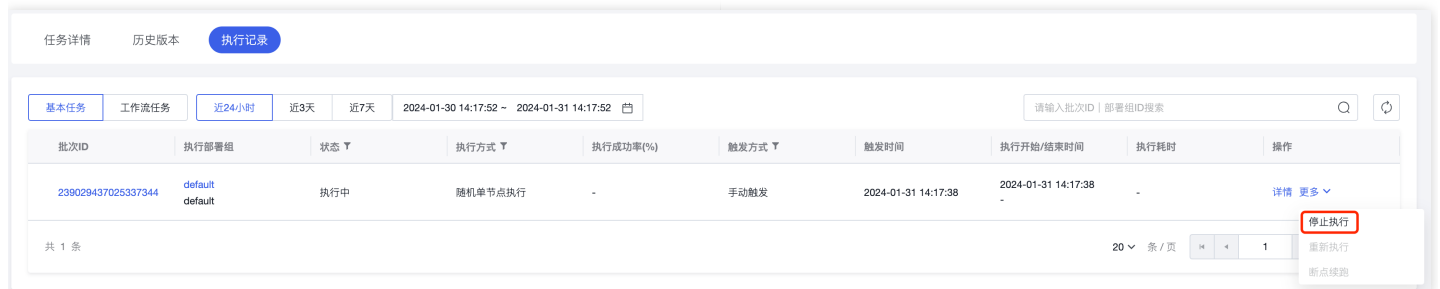 任务详情 历史版本 执行记录
基本任务 工作流任务 近24小时 近3天 近7天 2024-01-30 14:17:52 ~ 2024-01-31 14:17:52 请输入批次ID | 部署组ID搜索
批次ID 执行部署组 状态 执行方式 执行成功率(%) 触发方式 触发时间 执行开始/结束时间 执行耗时 操作
239029437025337344 default 执行中 随机单节点执行 - 手动触发 2024-01-31 14:17:38 2024-01-31 14:17:38 - 详情 更多
default -
停止执行
共 1 条 20 条 / 页 1 重新执行
断点续跑